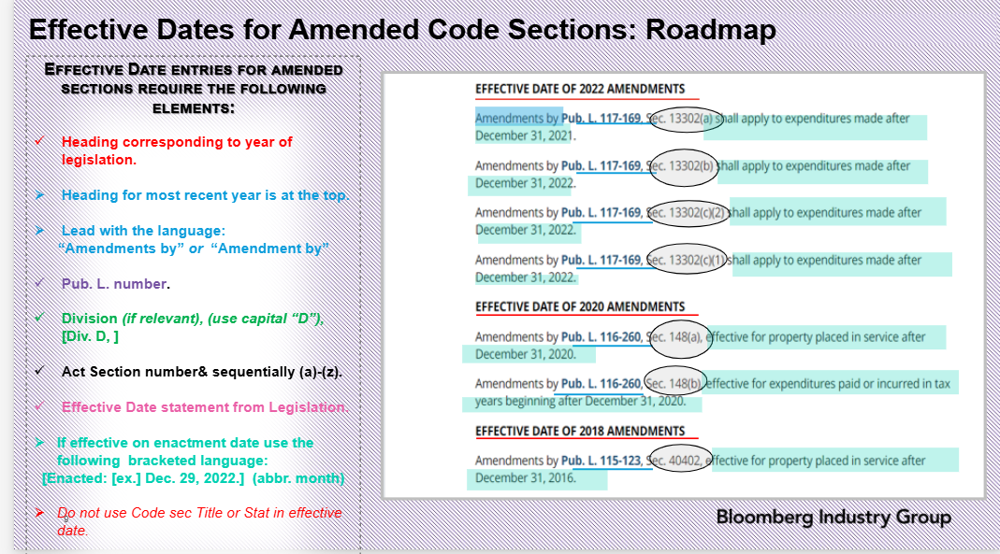 Effective Dates for Amended Code Sections: Roadmap
EFFECTIVE DATE ENTRIES FOR AMENDED
SECTIONS REQUIRE THE FOLLOWING
ELEMENTS:
✓ Heading corresponding to year of
legislation.
➢ Heading for most recent year is at the top.
➢ Lead with the language:
“Amendments by” or “Amendment by”
✓ Pub. L. number.
✓ Division (if relevant), (use capital “D”),
[Div. D, ]
✓ Act Section number& sequentially (a)-(z).
✓ Effective Date statement from Legislation.
➢ If effective on enactment date use the
following bracketed language:
[Enacted: [ex.] Dec. 29, 2022.] (abbr. month)
➢ Do not use Code sec Title or Stat in effective
date.
EFFECTIVE DATE OF 2022 AMENDMENTS
Amendments by Pub. L. 117-169, Sec. 13302(a) shall apply to expenditures made after
December 31, 2021.
Amendments by Pub. L. 117-169, Sec. 13302(b) shall apply to expenditures made after
December 31, 2022.
Amendments by Pub. L. 117-169, Sec. 13302(c)(2) shall apply to expenditures made after
December 31, 2022.
Amendments by Pub. L. 117-169, Sec. 13302(c)(1) shall apply to expenditures made after
December 31, 2022.
EFFECTIVE DATE OF 2020 AMENDMENTS
Amendments by Pub. L. 116-260, Sec. 148(a), effective for property placed in service after
December 31, 2020.
Amendments by Pub. L. 116-260, Sec. 148(b), effective for expenditures paid or incurred in tax
years beginning after December 31, 2020.
EFFECTIVE DATE OF 2018 AMENDMENTS
Amendments by Pub. L. 115-123, Sec. 40402, effective for property placed in service after
December 31, 2016.
Bloomberg Industry Group